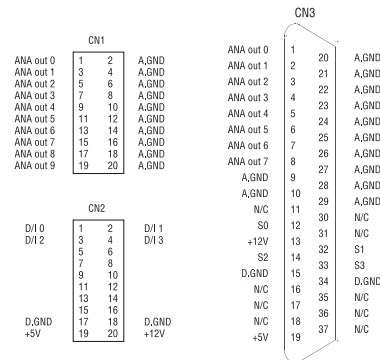 CN1
ANA out 0 1 2 A.GND
ANA out 1 3 4 A.GND
ANA out 2 5 6 A.GND
ANA out 3 7 8 A.GND
ANA out 4 9 10 A.GND
ANA out 5 11 12 A.GND
ANA out 6 13 14 A.GND
ANA out 7 15 16 A.GND
ANA out 8 17 18 A.GND
ANA out 9 19 20 A.GND
CN2
D/I 0 1 2 D/I 1
D/I 2 3 4 D/I 3
5 6
7 8
9 10
11 12
13 14
15 16
D.GND 17 18 D.GND
+5V 19 20 +12V
CN3
ANA out 0 1
20 A.GND
ANA out 1 2
21 A.GND
ANA out 2 3
22 A.GND
ANA out 3 4
23 A.GND
ANA out 4 5
24 A.GND
ANA out 5 6
25 A.GND
ANA out 6 7
26 A.GND
ANA out 7 8
27 A.GND
A.GND 9
28 A.GND
A.GND 10
29 A.GND
N/C 11
30 N/C
S0 12
31 N/C
+12V 13
32 S1
S2 14
33 S3
D.GND 15
34 D.GND
N/C 16
35 N/C
N/C 17
36 N/C
N/C 18
37 N/C
+5V 19